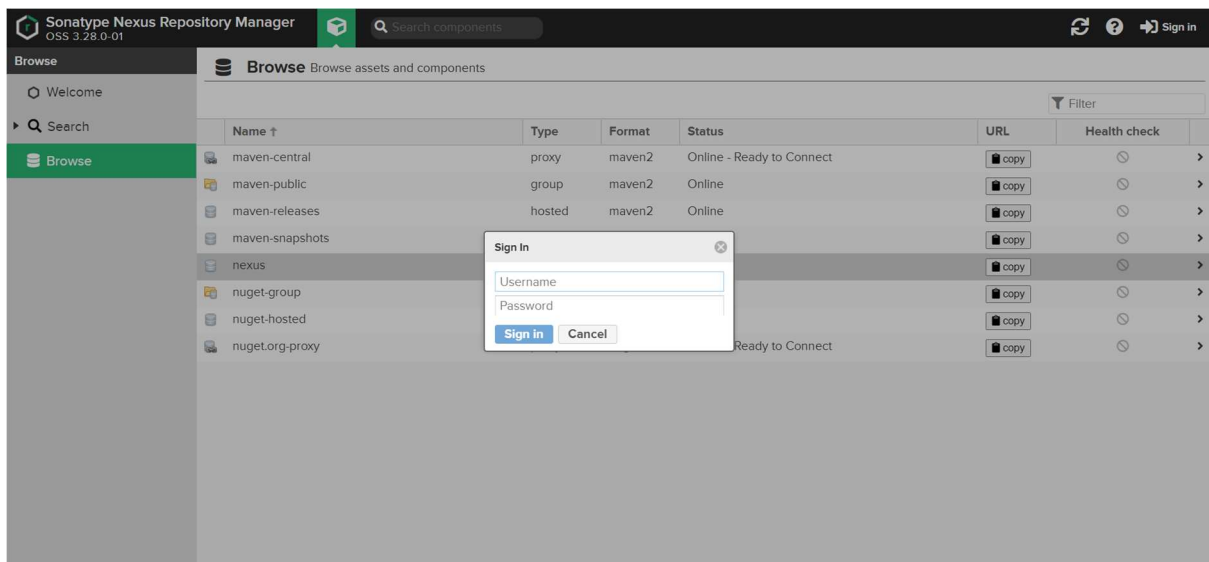 Sonatype Nexus Repository Manager
OSS 3.28.0-01
Search components
Sign in
Browse
Welcome
Search
Browse
Browse Browse assets and components
Filter
Name Type Format Status URL Health check
maven-central proxy maven2 Online - Ready to Connect copy
maven-public group maven2 Online copy
maven-releases hosted maven2 Online copy
maven-snapshots copy
nexus copy
nuget-group copy
nuget-hosted copy
nuget.org-proxy Ready to Connect copy
Sign In
Username
Password
Sign in Cancel